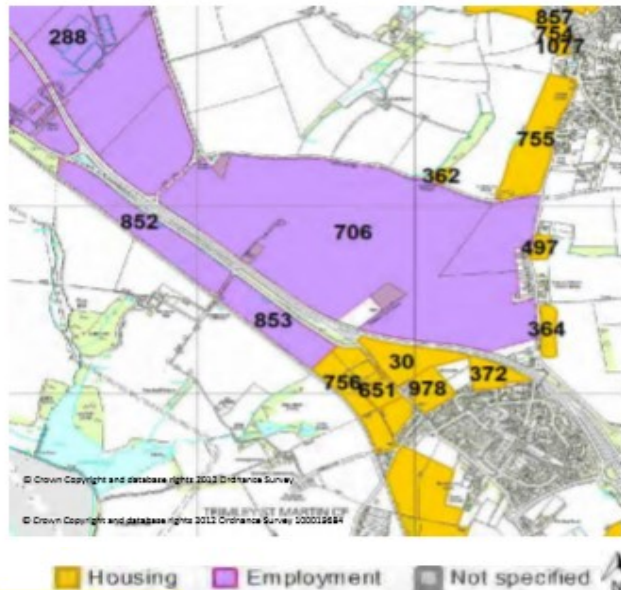 857
754
1077
288
755
362
852
706
497
853
364
30
756
651
978
372
© Crown Copyright and database rights 2012 Ordnance Survey
© Crown Copyright and database rights 2012 Ordnance Survey 100019684
TRIMLEY ST MARTIN CP
Housing
Employment
Not specified
N